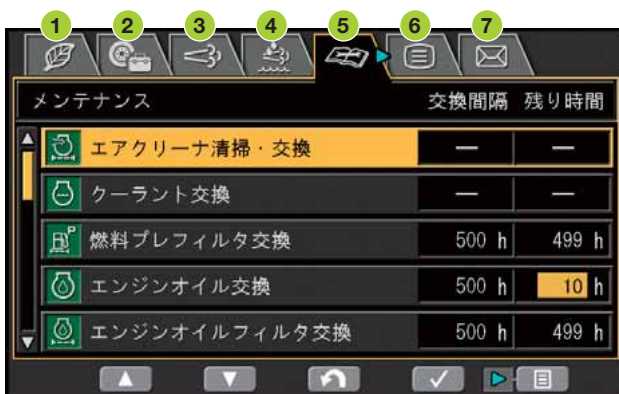 1 2 3 4 5 6 7
メンテナンス 交換間隔 残り時間
エアクリーナ清掃・交換 — —
クーラント交換 — —
燃料プレフィルタ交換 500 h 499 h
エンジンオイル交換 500 h 10 h
エンジンオイルフィルタ交換 500 h 499 h